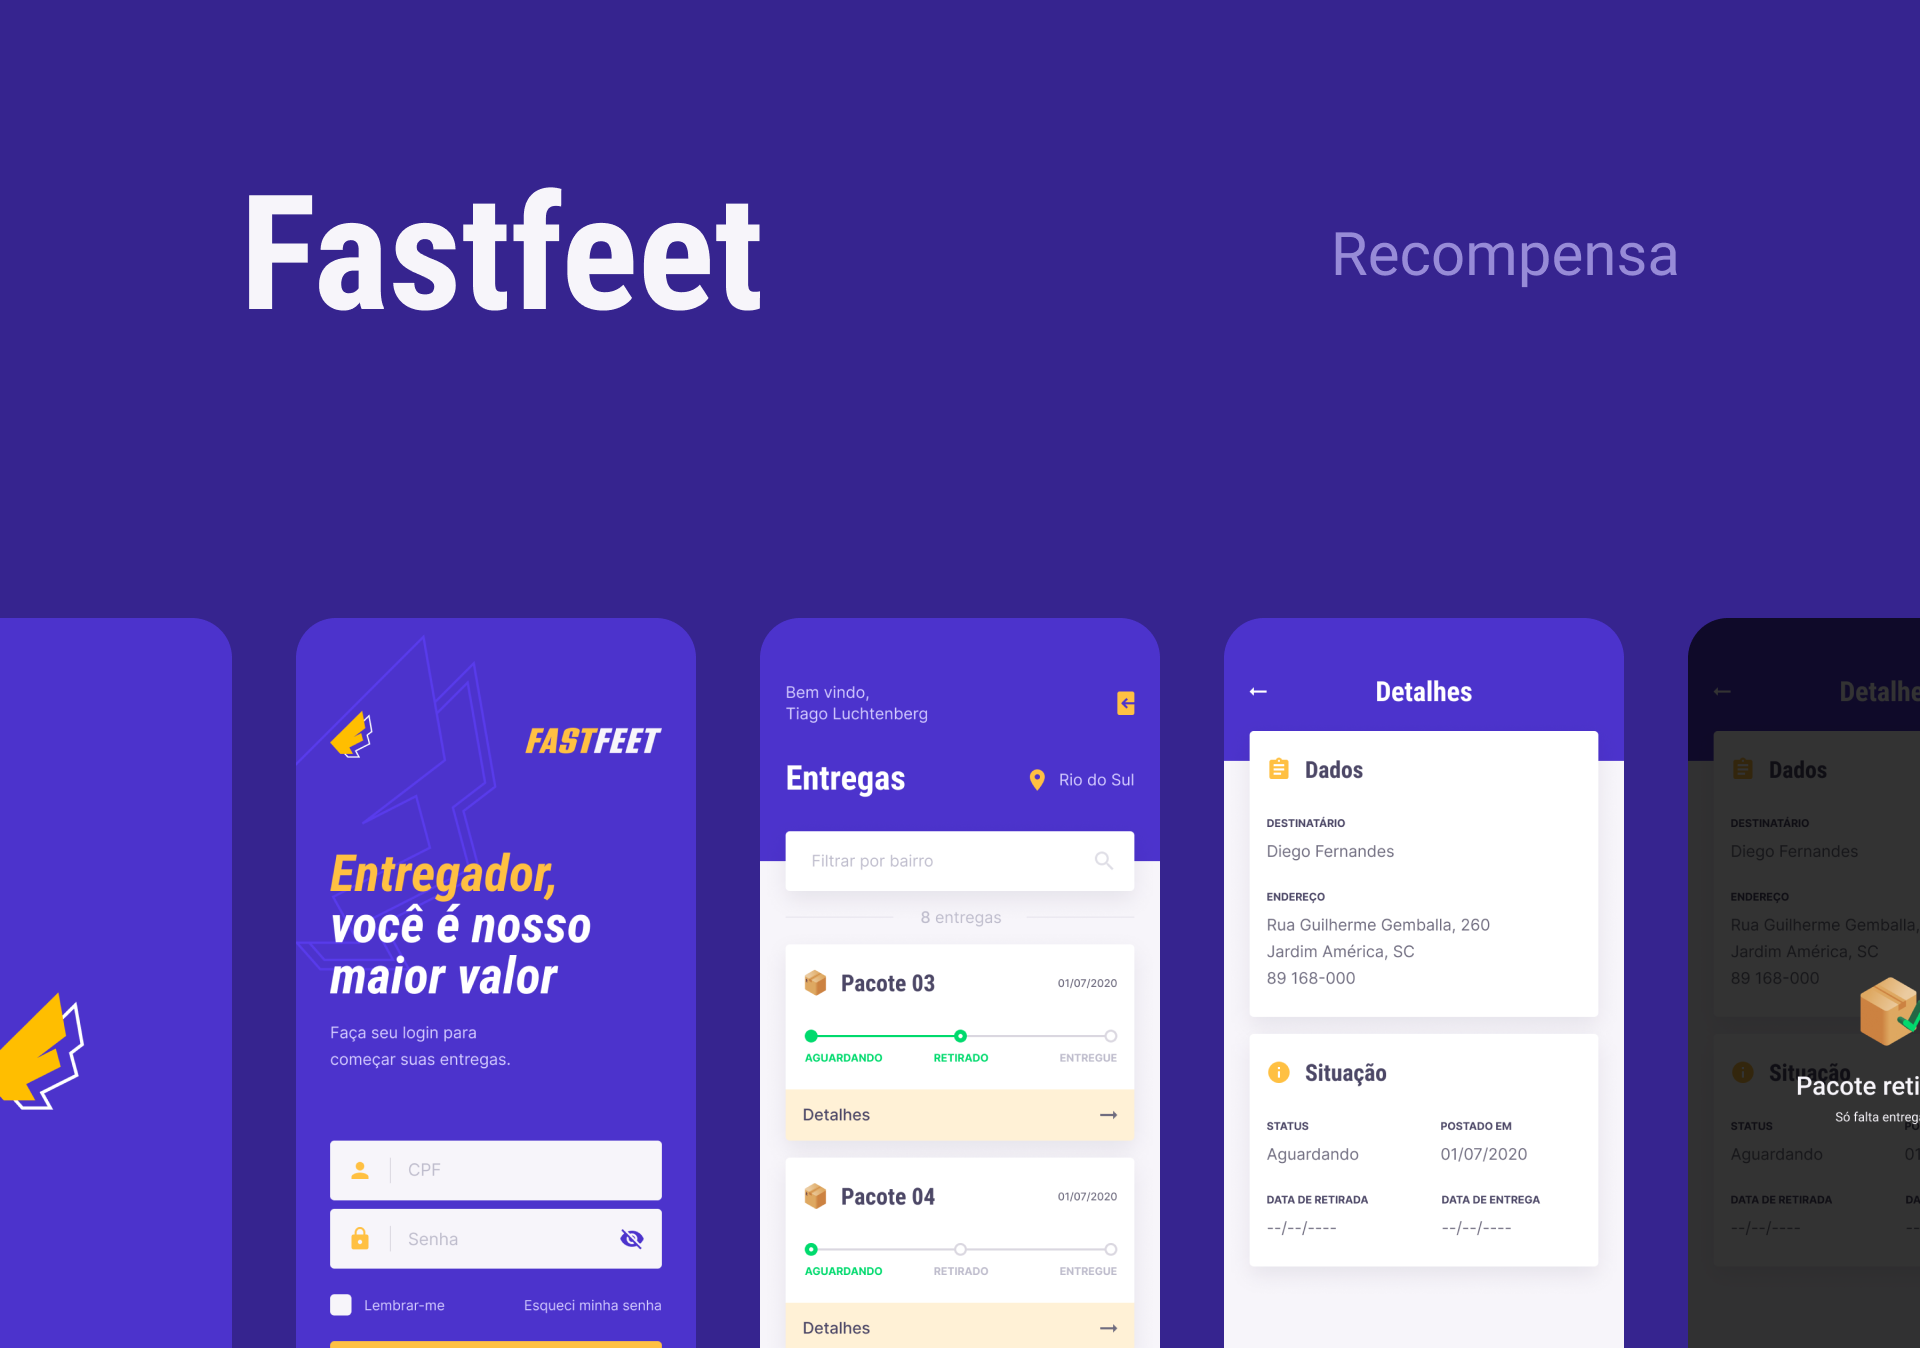 Fastfeet
Recompensa
FASTFEET
Entregador,
você é nosso
maior valor
Faça seu login para
começar suas entregas.
CPF
Senha
Lembrar-me
Esqueci minha senha
Bem vindo,
Tiago Luchtenberg
Entregas
Rio do Sul
Filtrar por bairro
8 entregas
Pacote 03
01/07/2020
AGUARDANDO
RETIRADO
ENTREGUE
Detalhes
Pacote 04
01/07/2020
AGUARDANDO
RETIRADO
ENTREGUE
Detalhes
Detalhes
Dados
DESTINATÁRIO
Diego Fernandes
ENDEREÇO
Rua Guilherme Gemballa, 260
Jardim América, SC
89 168-000
Situação
STATUS
POSTADO EM
Aguardando
01/07/2020
DATA DE RETIRADA
DATA DE ENTREGA
--/--/----
--/--/----
Detalhe
Dados
DESTINATÁRIO
Diego Fernandes
ENDEREÇO
Rua Guilherme Gemballa,
Jardim América, SC
89 168-000
Situação
Pacote reti
Só falta entrega
STATUS
Aguardando
01
DATA DE RETIRADA
DA
--/--/----